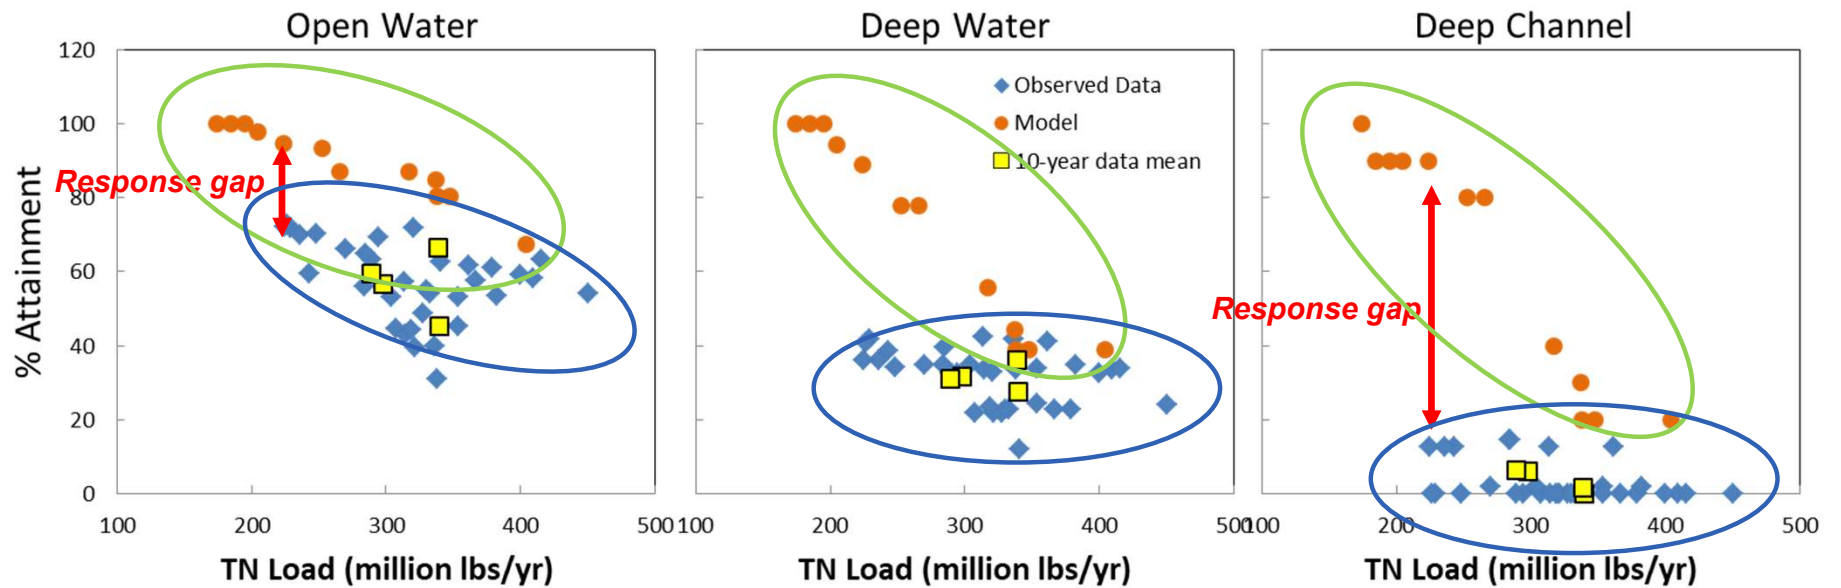 Open Water
Deep Water
Deep Channel
120
100
80
60
40
20
0
% Attainment
Response gap
Observed Data
Model
10-year data mean
Response gap
100 200 300 400 500
100 200 300 400 500
100 200 300 400 500
TN Load (million lbs/yr)
TN Load (million lbs/yr)
TN Load (million lbs/yr)